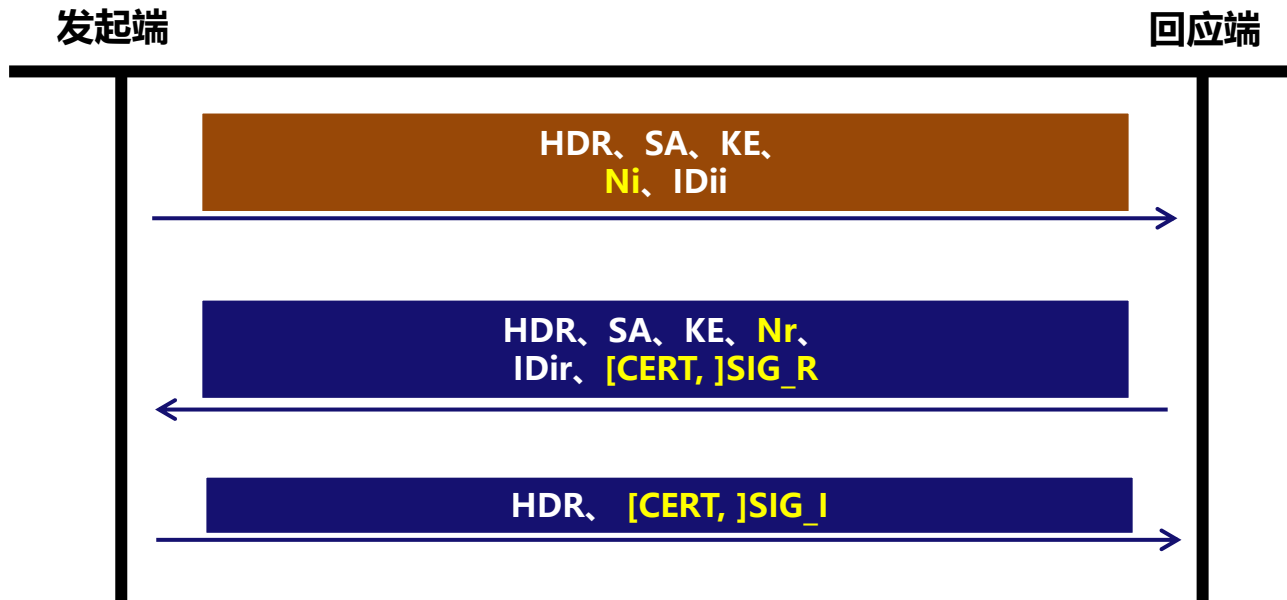 发起端
回应端
HDR、SA、KE、
Ni、IDii
HDR、SA、KE、Nr、
IDir、[CERT, ]SIG_R
HDR、 [CERT, ]SIG_I